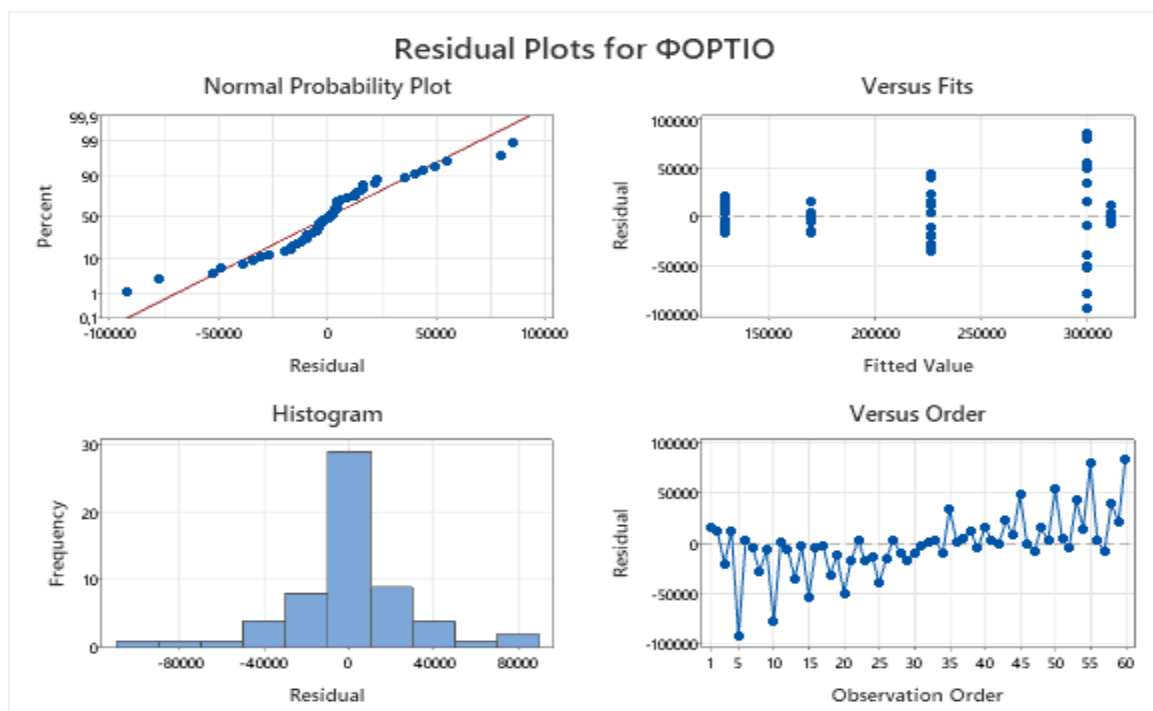 Residual Plots for ΦΟΡΤΙΟ
Normal Probability Plot
99,9
99
90
50
10
1
0,1
Percent
-100000 -50000 0 50000 100000
Residual
Versus Fits
100000
50000
0
-50000
-100000
Residual
150000 200000 250000 300000
Fitted Value
Histogram
30
20
10
0
Frequency
-80000 -40000 0 40000 80000
Residual
Versus Order
100000
50000
0
-50000
-100000
Residual
1 5 10 15 20 25 30 35 40 45 50 55 60
Observation Order